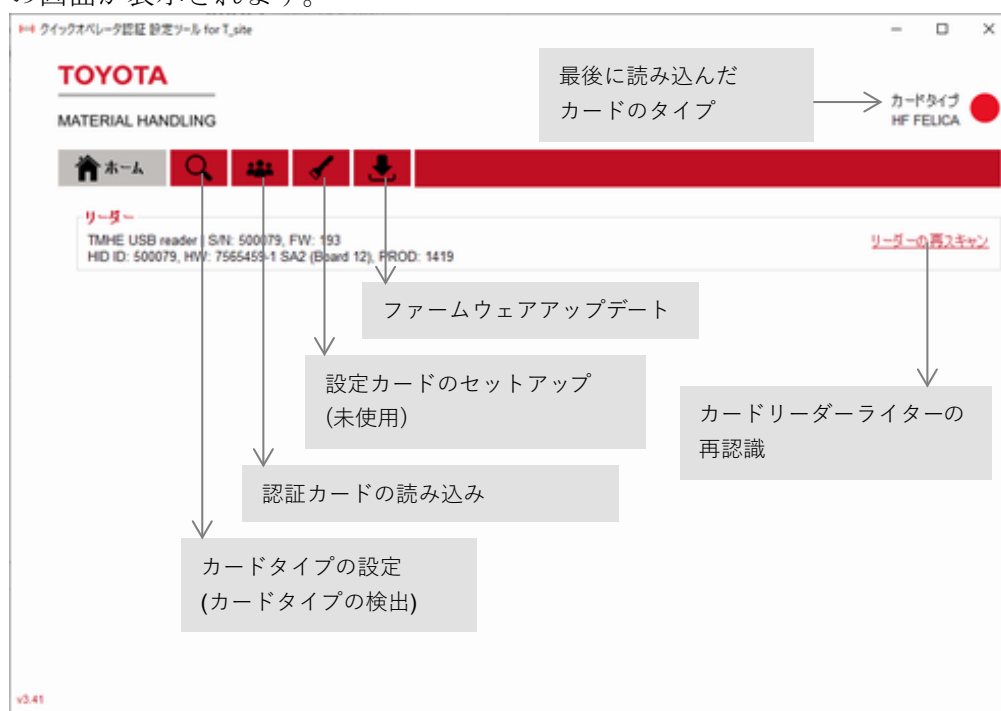 の画面が表示されます。
クイックオペレータ認証 設定ツール for T_site
TOYOTA
MATERIAL HANDLING
最後に読み込んだ
カードのタイプ
カードタイプ
HF FELICA
ホーム
リーダー
TMHE USB reader | S/N: 500079, FW: 193
HID ID: 500079, HW: 7565459-1 SA2 (Board 12), PROD: 1419
リーダーの再スキャン
ファームウェアアップデート
設定カードのセットアップ
(未使用)
カードリーダーライターの
再認識
認証カードの読み込み
カードタイプの設定
(カードタイプの検出)
v3.41